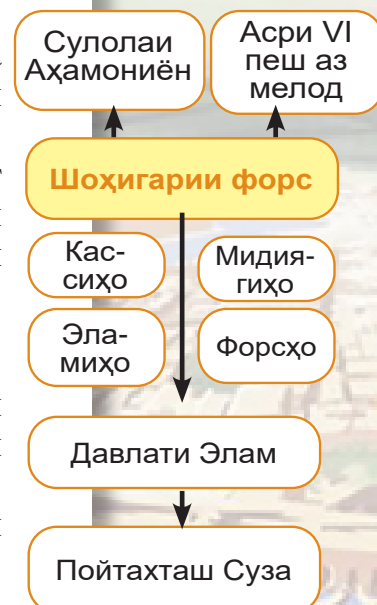 Сулолаи
Аҳамониён
Асри VI
пеш аз
мелод
Шоҳигарии форс
Кас-
сиҳо
Мидия-
гиҳо
Эла-
миҳо
Форсҳо
Давлати Элам
Пойтахташ Суза